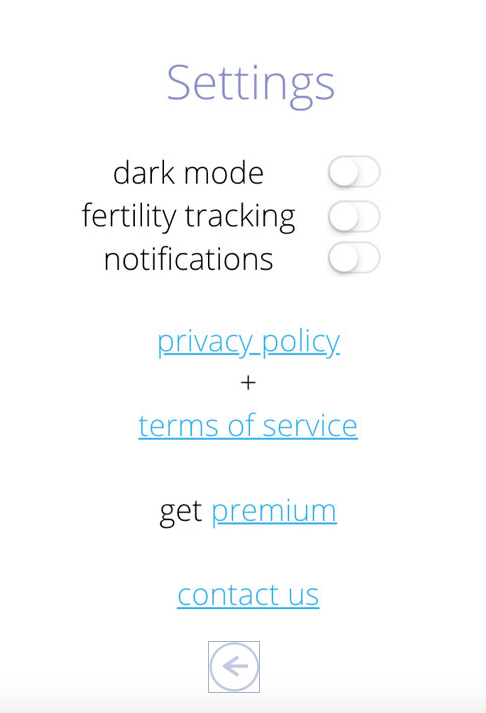 Settings
dark mode
fertility tracking
notifications
privacy policy
+
terms of service
get premium
contact us